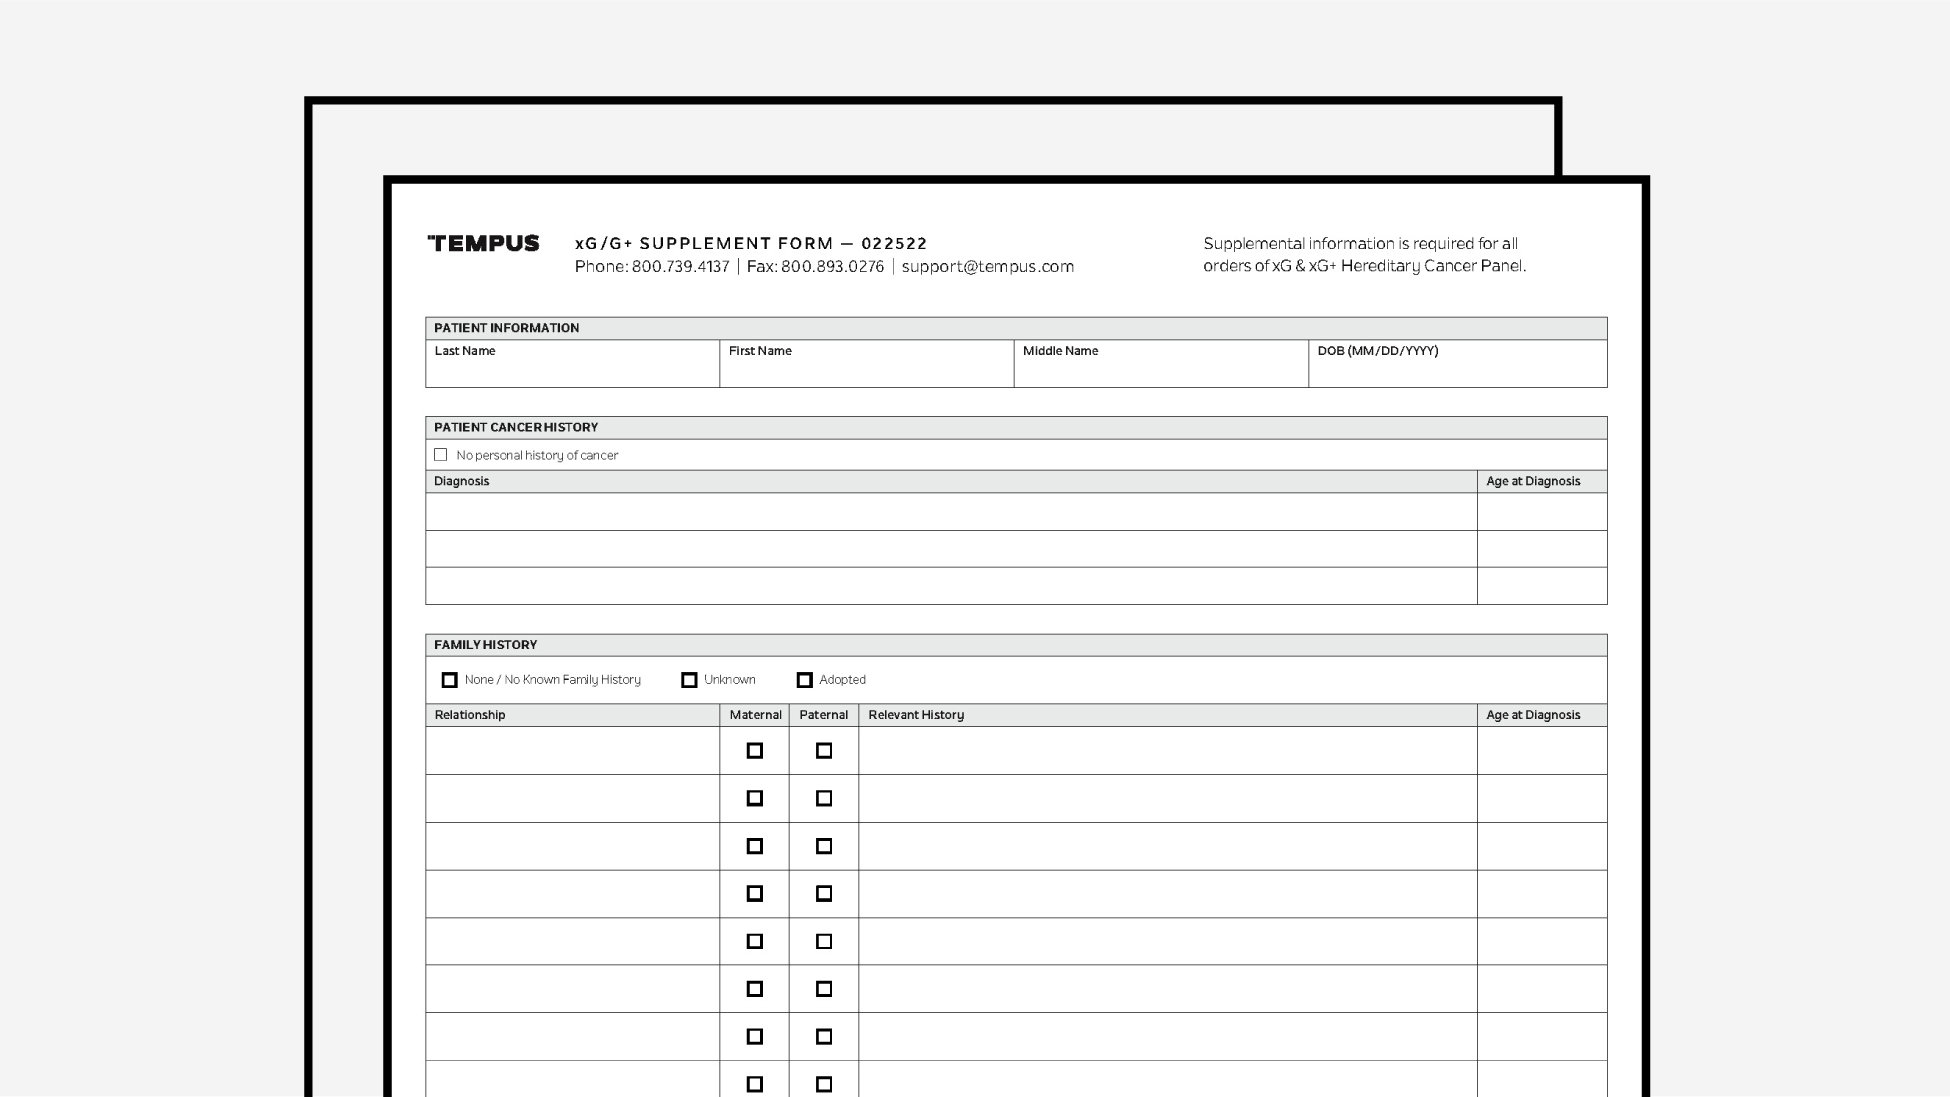 TEMPUS
xG/G+ SUPPLEMENT FORM — 022522
Phone: 800.739.4137 | Fax: 800.893.0276 | support@tempus.com
Supplemental information is required for all
orders of xG & xG+ Hereditary Cancer Panel.
PATIENT INFORMATION
Last Name First Name Middle Name DOB (MM/DD/YYYY)
PATIENT CANCER HISTORY
No personal history of cancer
Diagnosis Age at Diagnosis
FAMILY HISTORY
None / No Known Family History Unknown Adopted
Relationship Maternal Paternal Relevant History Age at Diagnosis